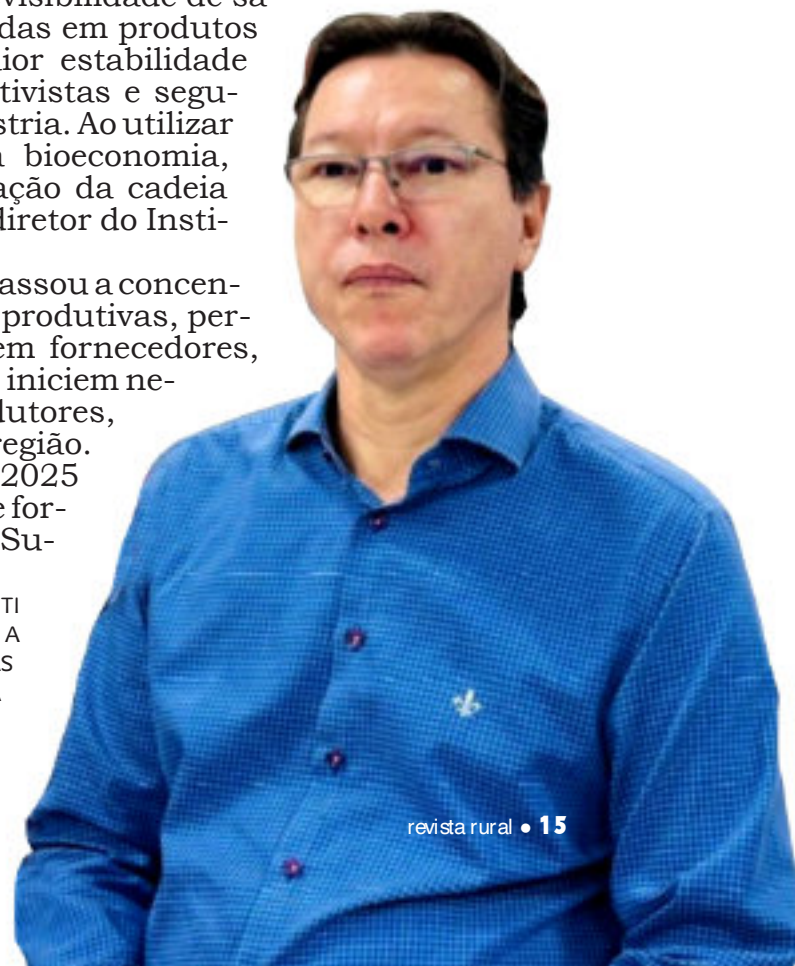 visibilidade de sa
das em produtos
ior estabilidade
tivistas e segu-
stria. Ao utilizar
a bioeconomia,
ação da cadeia
diretor do Insti-
assou a concen-
produtivas, per-
em fornecedores,
iniciem ne-
dutores,
região.
2025
e for-
Su-
TI
A
AS
A
revista rural • 15